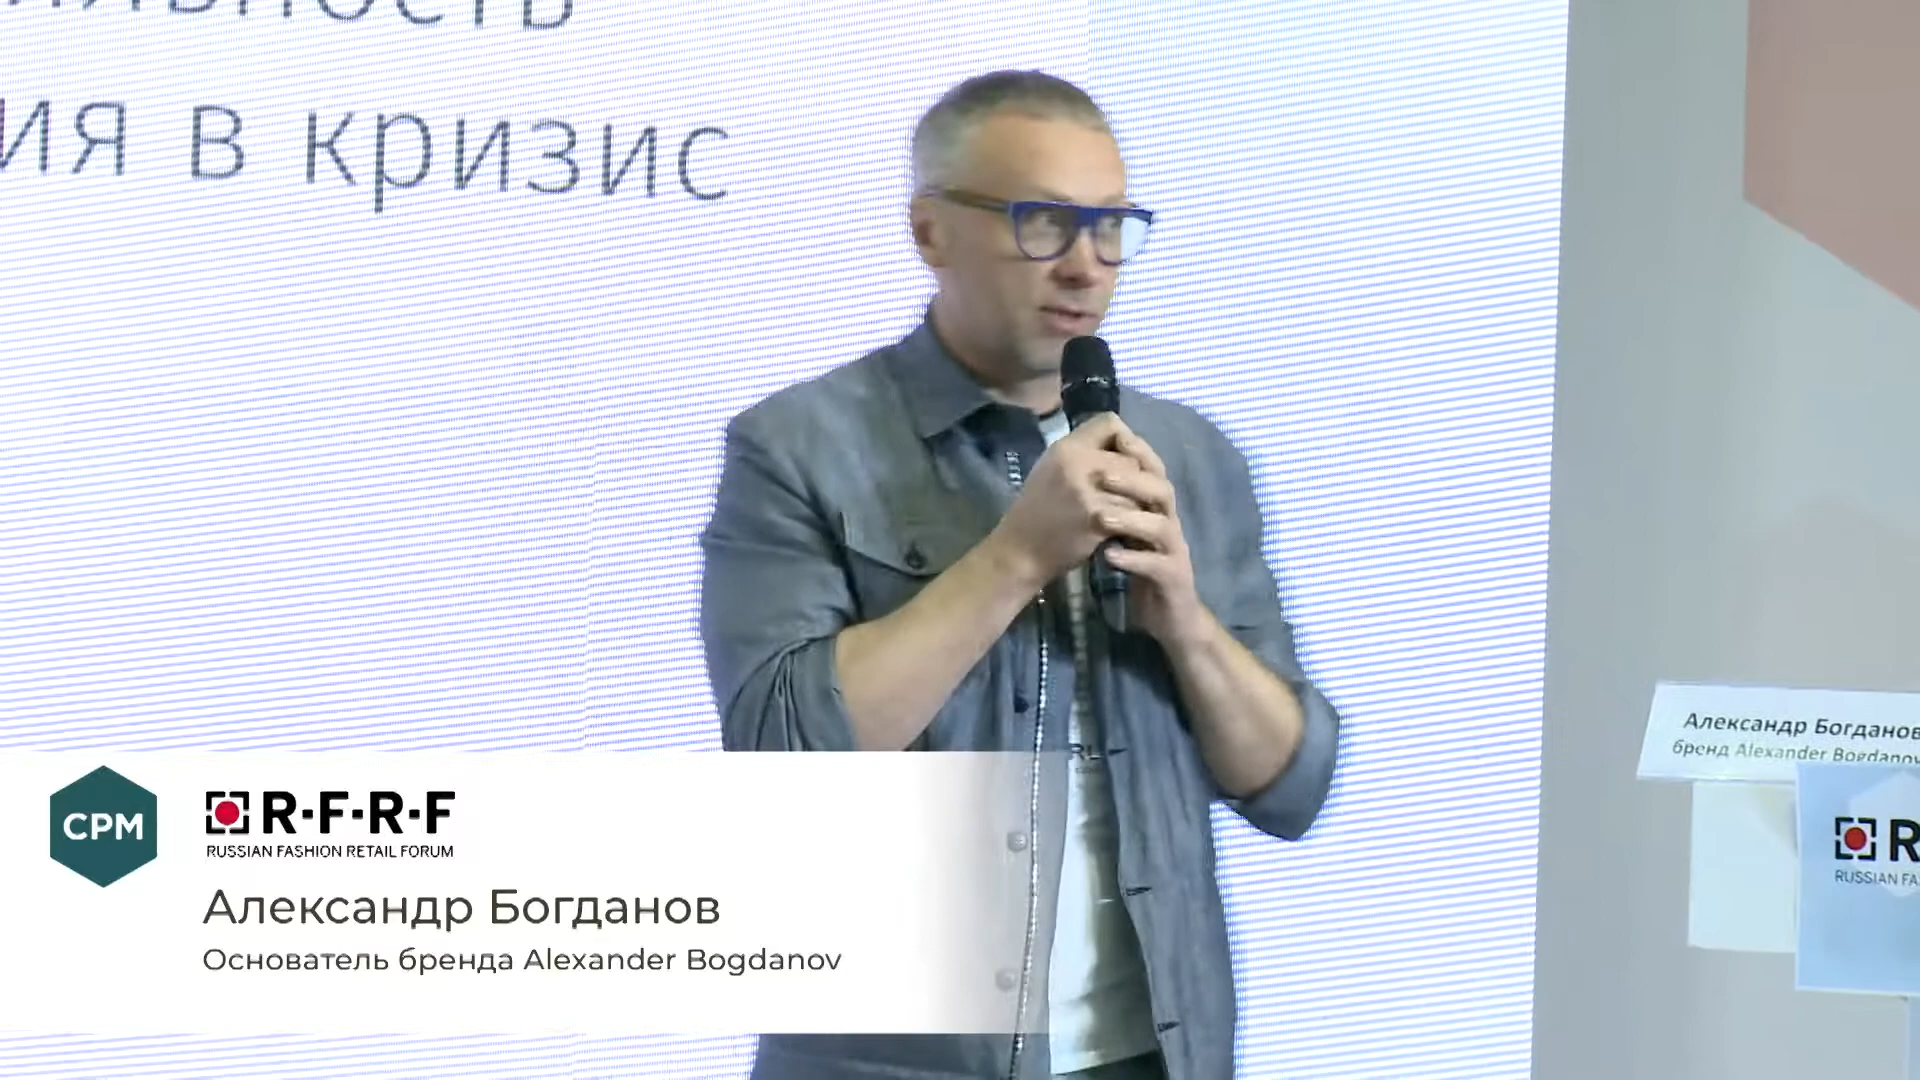 в кризис
CPM
R·F·R·F
RUSSIAN FASHION RETAIL FORUM
Александр Богданов
Основатель бренда Alexander Bogdanov
Александр Богданов
бренд Alexander Bogdanov
R
RUSSIAN FA